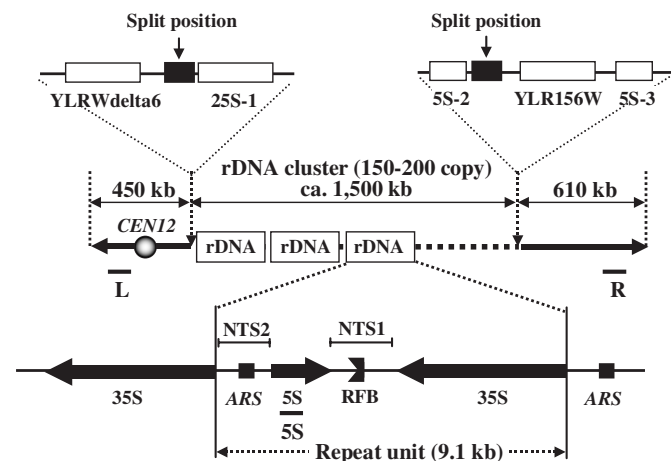 Split position
Split position
YLRWdelta6
25S-1
5S-2
YLR156W
5S-3
rDNA cluster (150-200 copy)
450 kb
ca. 1,500 kb
610 kb
CEN12
rDNA
rDNA
rDNA
L
R
NTS2
NTS1
35S
ARS
5S
RFB
35S
ARS
5S
Repeat unit (9.1 kb)